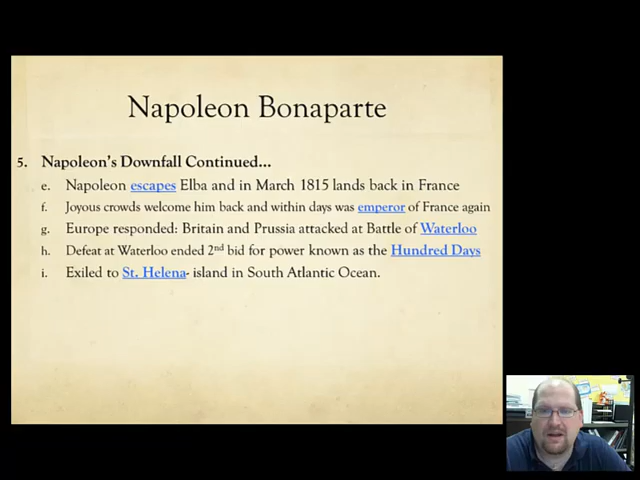 Napoleon Bonaparte
5. Napoleon's Downfall Continued...
e. Napoleon escapes Elba and in March 1815 lands back in France
f. Joyous crowds welcome him back and within days was emperor of France again
g. Europe responded: Britain and Prussia attacked at Battle of Waterloo
h. Defeat at Waterloo ended 2nd bid for power known as the Hundred Days
i. Exiled to St. Helena- island in South Atlantic Ocean.